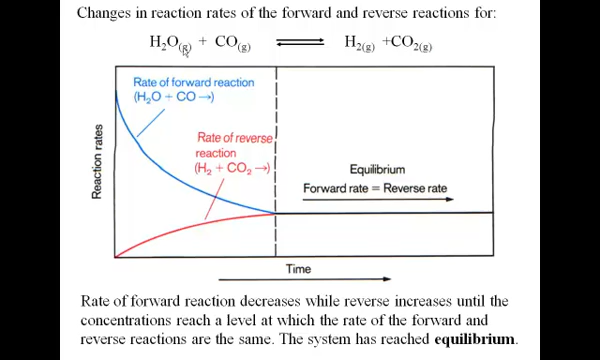 Changes in reaction rates of the forward and reverse reactions for:
H₂O(g) + CO(g) ⇌ H₂(g) +CO₂(g)
Rate of forward reaction
(H₂O + CO →)
Rate of reverse
reaction
(H₂ + CO₂ →)
Equilibrium
Forward rate = Reverse rate
Reaction rates
Time
Rate of forward reaction decreases while reverse increases until the
concentrations reach a level at which the rate of the forward and
reverse reactions are the same. The system has reached equilibrium.